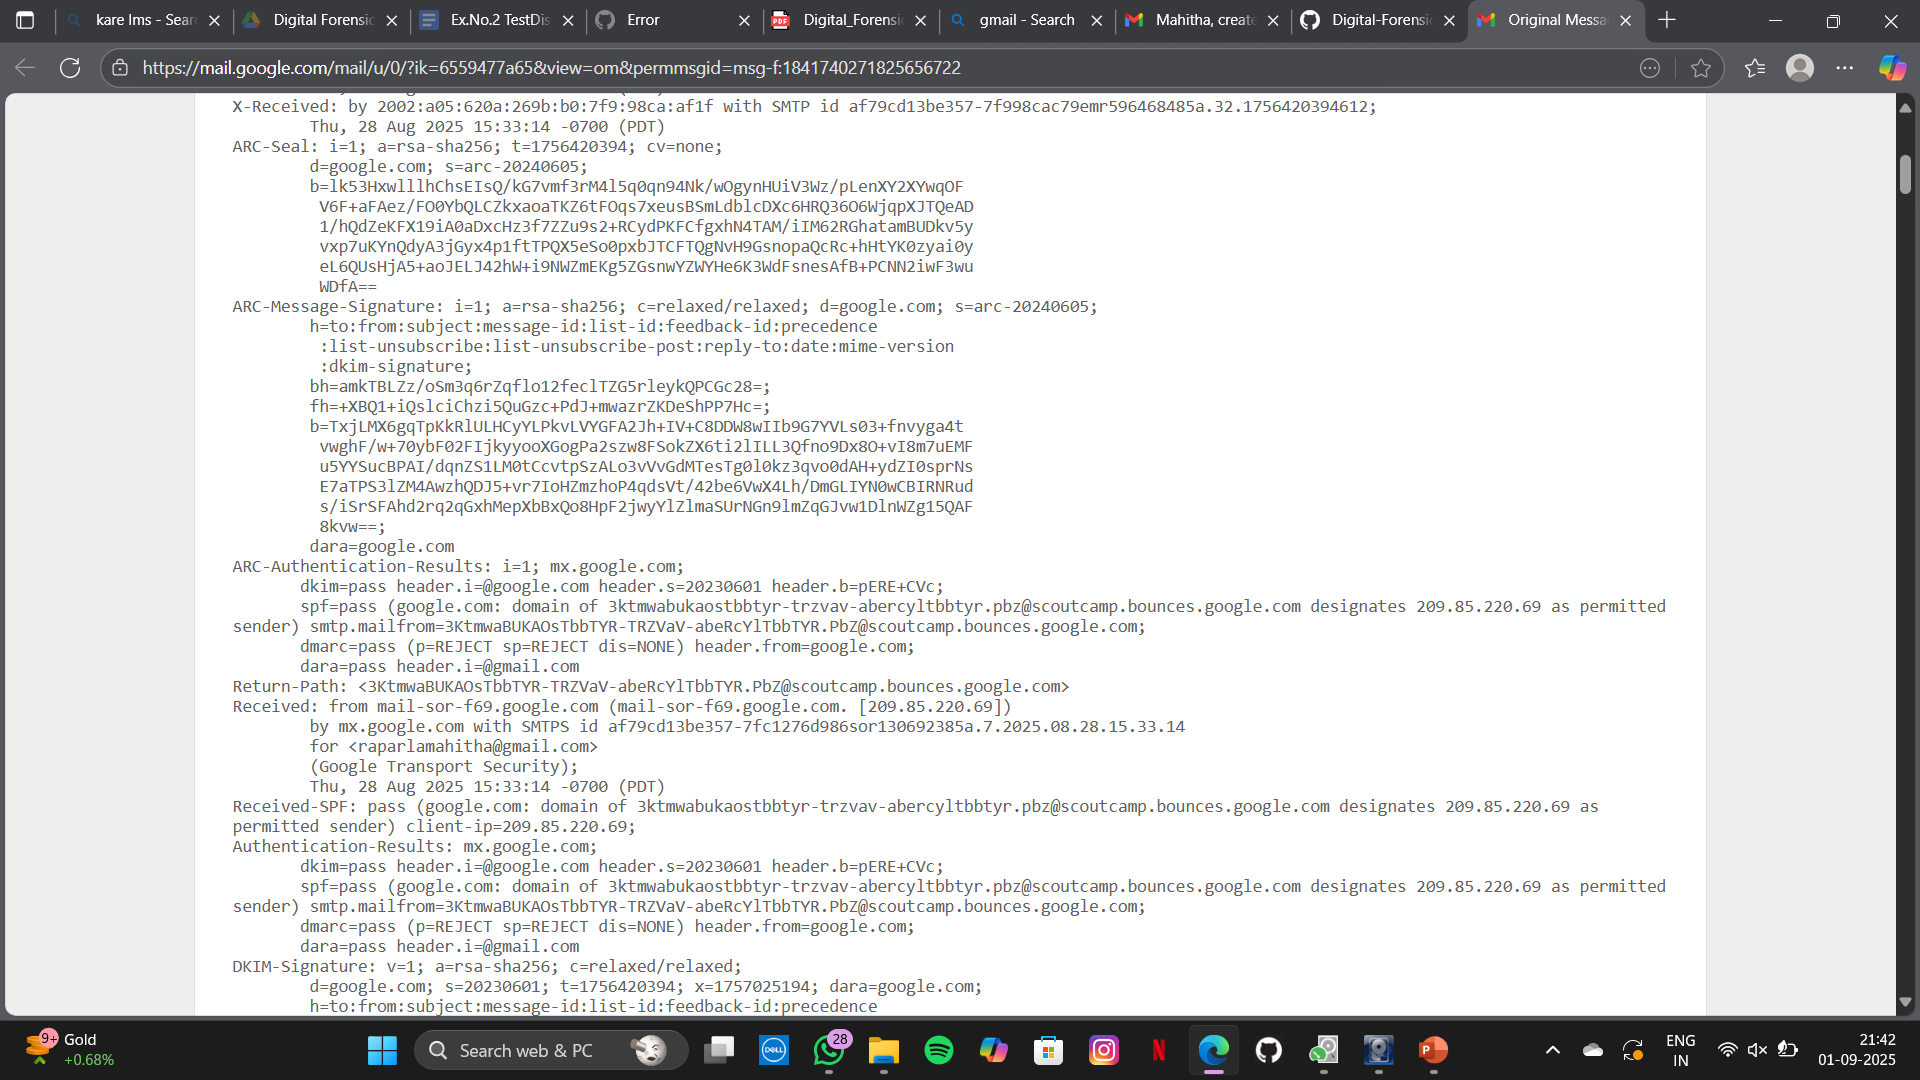 kare lms - Sear
Digital Forensic
Ex.No.2 TestDis
Error
Digital_Forensi
gmail - Search
Mahitha, create
Digital-Forensi
Original Messa
https://mail.google.com/mail/u/0/?ik=6559477a65&view=om&permmsgid=msg-f:1841740271825656722
X-Received: by 2002:a05:620a:269b:b0:7f9:98ca:af1f with SMTP id af79cd13be357-7f998cac79emr596468485a.32.1756420394612;
Thu, 28 Aug 2025 15:33:14 -0700 (PDT)
ARC-Seal: i=1; a=rsa-sha256; t=1756420394; cv=none;
d=google.com; s=arc-20240605;
b=lk53HxwlllhChsEIsQ/kG7vmf3rM4l5q0qn94Nk/wOgynHUiV3Wz/pLenXY2XYwqOF
V6F+aFAez/FO0YbQLCZkxaoaTKZ6tFOqs7xeusBSmLdblcDXc6HRQ36O6WjqpXJTQeAD
1/hQdZeKFX19iA0aDxcHz3f7ZZu9s2+RCydPKFCfgxhN4TAM/iIM62RGhatamBUDkv5y
vxp7uKYnQdyA3jGyx4p1ftTPQX5eSo0pxbJTCFTQgNvH9GsnopaQcRc+hHtYK0zyai0y
eL6QUsHjA5+aoJELJ42hW+i9NWZmEKg5ZGsnwYZWYHe6K3WdFsnesAfB+PCNN2iwF3wu
WDfA==
ARC-Message-Signature: i=1; a=rsa-sha256; c=relaxed/relaxed; d=google.com; s=arc-20240605;
h=to:from:subject:message-id:list-id:feedback-id:precedence
:list-unsubscribe:list-unsubscribe-post:reply-to:date:mime-version
:dkim-signature;
bh=amkTBLZz/oSm3q6rZqflo12feclTZG5rleykQPCGc28=;
fh=+XBQ1+iQslciChzi5QuGzc+PdJ+mwazrZKDeShPP7Hc=;
b=TxjLMX6gqTpKkRlULHCyYLPkvLVYGFA2Jh+IV+C8DDW8wIIb9G7YVLs03+fnvyga4t
vwghF/w+70ybF02FIjkyyooXGogPa2szw8FSokZX6ti2lILL3Qfno9Dx8O+vI8m7uEMF
u5YYSucBPAI/dqnZS1LM0tCcvtpSzALo3vVvGdMTesTg0l0kz3qvo0dAH+ydZI0sprNs
E7aTPS3lZM4AwzhQDJ5+vr7IoHZmzhoP4qdsVt/42be6VwX4Lh/DmGLIYN0wCBIRNRud
s/iSrSFAhd2rq2qGxhMepXbBxQo8HpF2jwyYlZlmaSUrNGn9lmZqGJvw1DlnWZg15QAF
8kvw==;
dara=google.com
ARC-Authentication-Results: i=1; mx.google.com;
dkim=pass header.i=@google.com header.s=20230601 header.b=pERE+CVc;
spf=pass (google.com: domain of 3ktmwabukaostbbtyr-trzvav-abercyltbbtyr.pbz@scoutcamp.bounces.google.com designates 209.85.220.69 as permitted
sender) smtp.mailfrom=3KtmwaBUKAOsTbbTYR-TRZVaV-abeRcYlTbbTYR.PbZ@scoutcamp.bounces.google.com;
dmarc=pass (p=REJECT sp=REJECT dis=NONE) header.from=google.com;
dara=pass header.i=@gmail.com
Return-Path: <3KtmwaBUKAOsTbbTYR-TRZVaV-abeRcYlTbbTYR.PbZ@scoutcamp.bounces.google.com>
Received: from mail-sor-f69.google.com (mail-sor-f69.google.com. [209.85.220.69])
by mx.google.com with SMTPS id af79cd13be357-7fc1276d986sor130692385a.7.2025.08.28.15.33.14
for <raparlamahitha@gmail.com>
(Google Transport Security);
Thu, 28 Aug 2025 15:33:14 -0700 (PDT)
Received-SPF: pass (google.com: domain of 3ktmwabukaostbbtyr-trzvav-abercyltbbtyr.pbz@scoutcamp.bounces.google.com designates 209.85.220.69 as
permitted sender) client-ip=209.85.220.69;
Authentication-Results: mx.google.com;
dkim=pass header.i=@google.com header.s=20230601 header.b=pERE+CVc;
spf=pass (google.com: domain of 3ktmwabukaostbbtyr-trzvav-abercyltbbtyr.pbz@scoutcamp.bounces.google.com designates 209.85.220.69 as permitted
sender) smtp.mailfrom=3KtmwaBUKAOsTbbTYR-TRZVaV-abeRcYlTbbTYR.PbZ@scoutcamp.bounces.google.com;
dmarc=pass (p=REJECT sp=REJECT dis=NONE) header.from=google.com;
dara=pass header.i=@gmail.com
DKIM-Signature: v=1; a=rsa-sha256; c=relaxed/relaxed;
d=google.com; s=20230601; t=1756420394; x=1757025194; dara=google.com;
h=to:from:subject:message-id:list-id:feedback-id:precedence
9+
Gold
+0.68%
Search web & PC
DELL
28
ENG
IN
21:42
01-09-2025